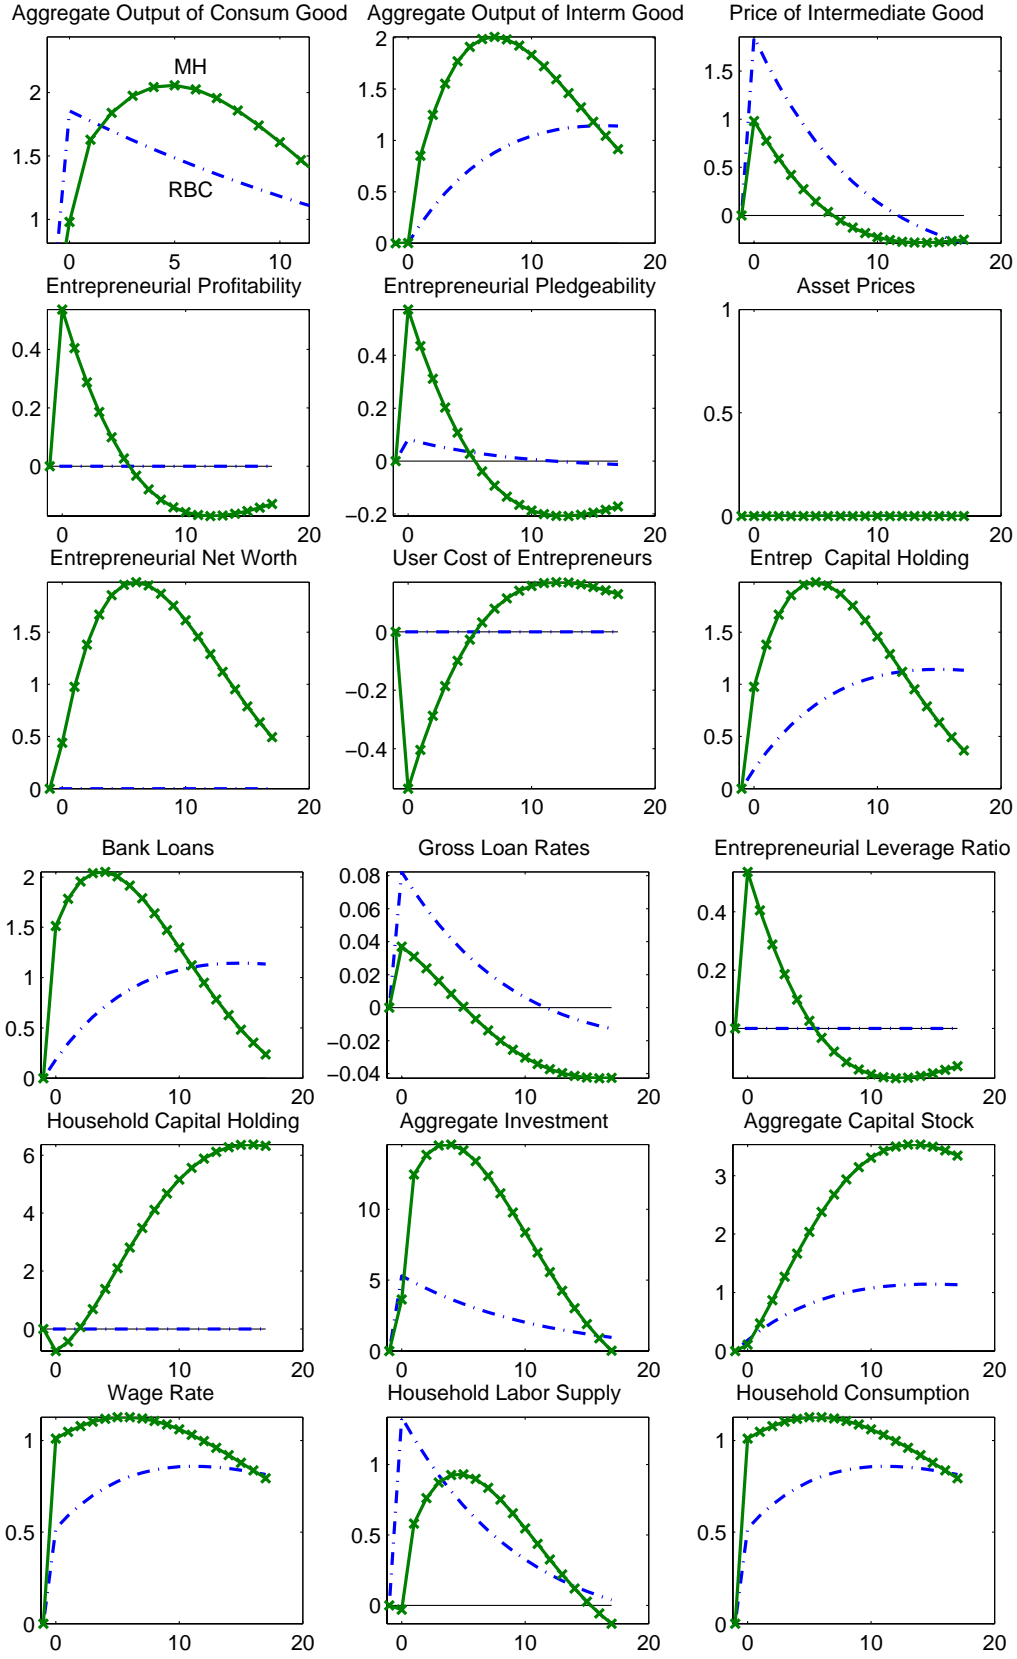 Aggregate Output of Consum Good
Aggregate Output of Interm Good
Price of Intermediate Good
MH
RBC
2
1.5
1
0 5 10
2
1.5
1
0.5
0
0 10 20
1.5
1
0.5
0
0 10 20
Entrepreneurial Profitability
Entrepreneurial Pledgeability
Asset Prices
0.4
0.2
0
0 10 20
0.4
0.2
0
−0.2
0 10 20
1
0.5
0
0 10 20
Entrepreneurial Net Worth
User Cost of Entrepreneurs
Entrep Capital Holding
1.5
1
0.5
0
0 10 20
0
−0.2
−0.4
0 10 20
1.5
1
0.5
0
0 10 20
Bank Loans
Gross Loan Rates
Entrepreneurial Leverage Ratio
2
1.5
1
0.5
0
0 10 20
0.08
0.06
0.04
0.02
0
−0.02
−0.04
0 10 20
0.4
0.2
0
0 10 20
Household Capital Holding
Aggregate Investment
Aggregate Capital Stock
6
4
2
0
0 10 20
10
5
0
0 10 20
3
2
1
0
0 10 20
Wage Rate
Household Labor Supply
Household Consumption
1
0.5
0
0 10 20
1
0.5
0
0 10 20
1
0.5
0
0 10 20